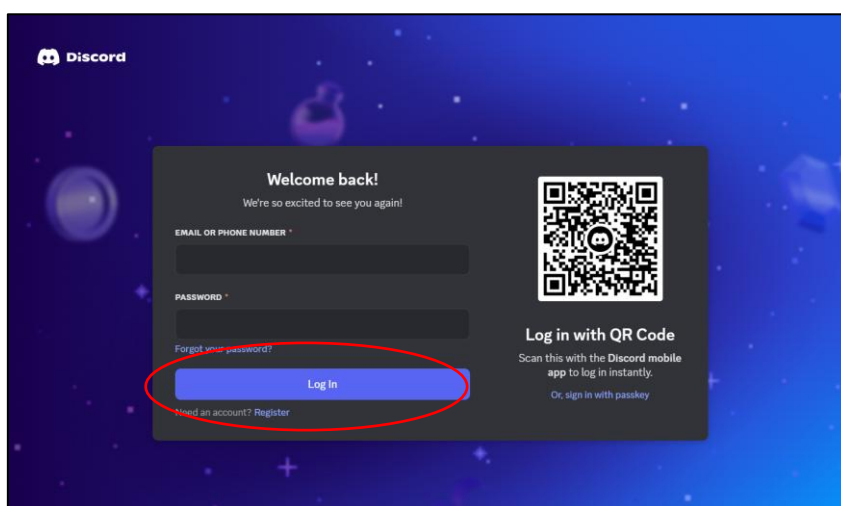 Discord
Welcome back!
We're so excited to see you again!
EMAIL OR PHONE NUMBER *
PASSWORD *
Forgot your password?
Log In
Need an account? Register
Log in with QR Code
Scan this with the Discord mobile
app to log in instantly.
Or, sign in with passkey